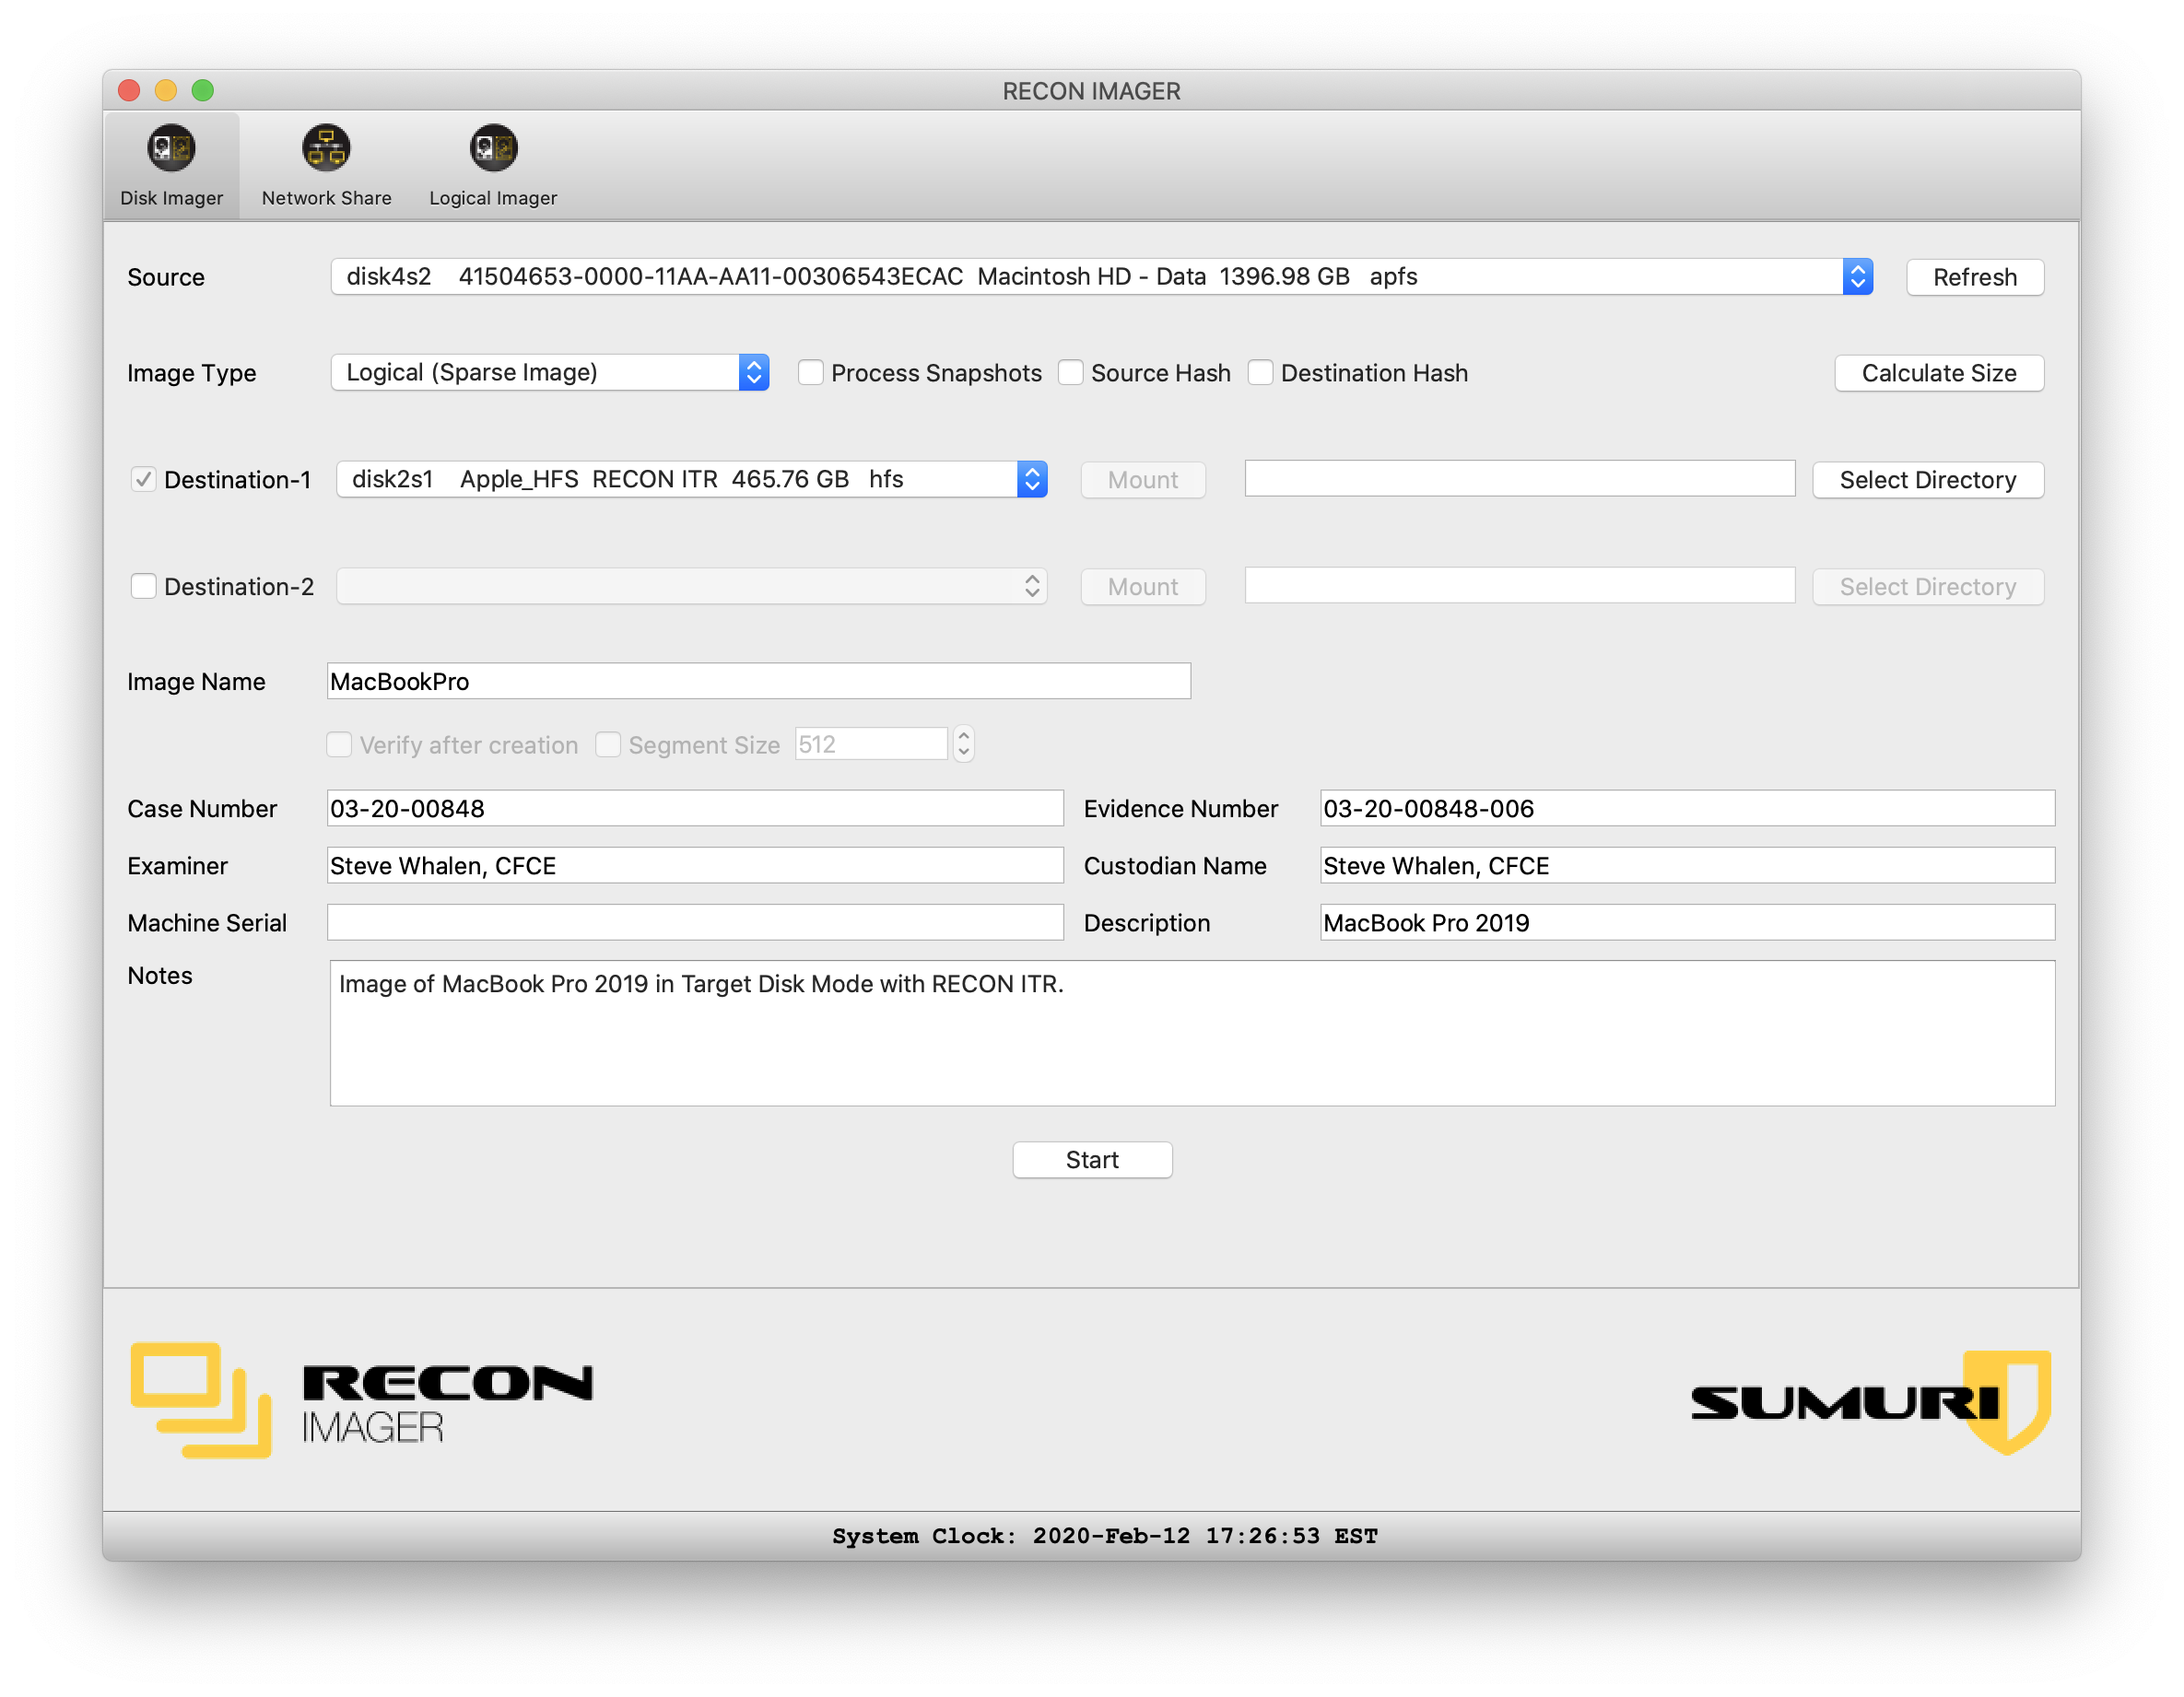 RECON IMAGER
Disk Imager Network Share Logical Imager
Source disk4s2 41504653-0000-11AA-AA11-00306543ECAC Macintosh HD - Data 1396.98 GB apfs Refresh
Image Type Logical (Sparse Image) Process Snapshots Source Hash Destination Hash Calculate Size
Destination-1 disk2s1 Apple_HFS RECON ITR 465.76 GB hfs Mount Select Directory
Destination-2 Mount Select Directory
Image Name MacBookPro
Verify after creation Segment Size 512
Case Number 03-20-00848 Evidence Number 03-20-00848-006
Examiner Steve Whalen, CFCE Custodian Name Steve Whalen, CFCE
Machine Serial Description MacBook Pro 2019
Notes Image of MacBook Pro 2019 in Target Disk Mode with RECON ITR.
Start
RECON
IMAGER
SUMURI
System Clock: 2020-Feb-12 17:26:53 EST